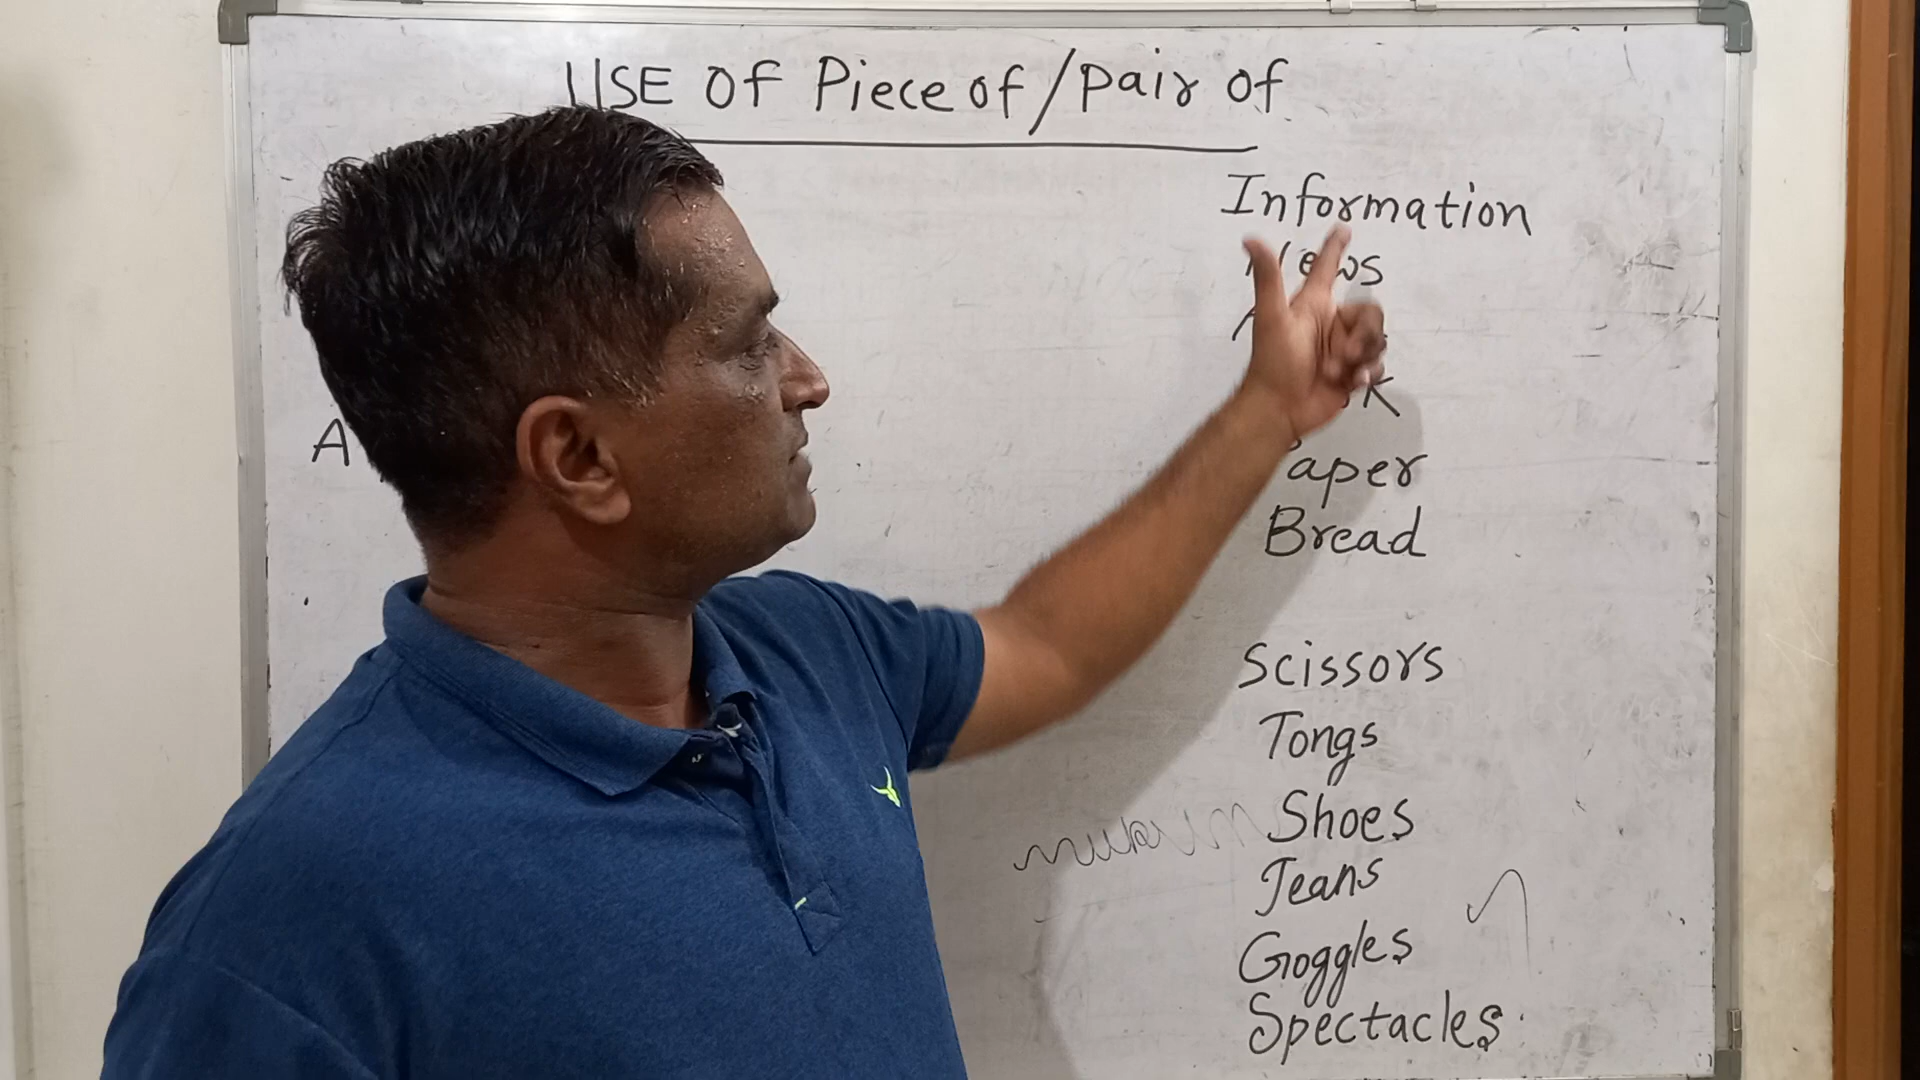 USE OF Piece of / Pair of
Information
News
A
Paper
Bread
Scissors
Tongs
Shoes
Jeans
Goggles
Spectacles